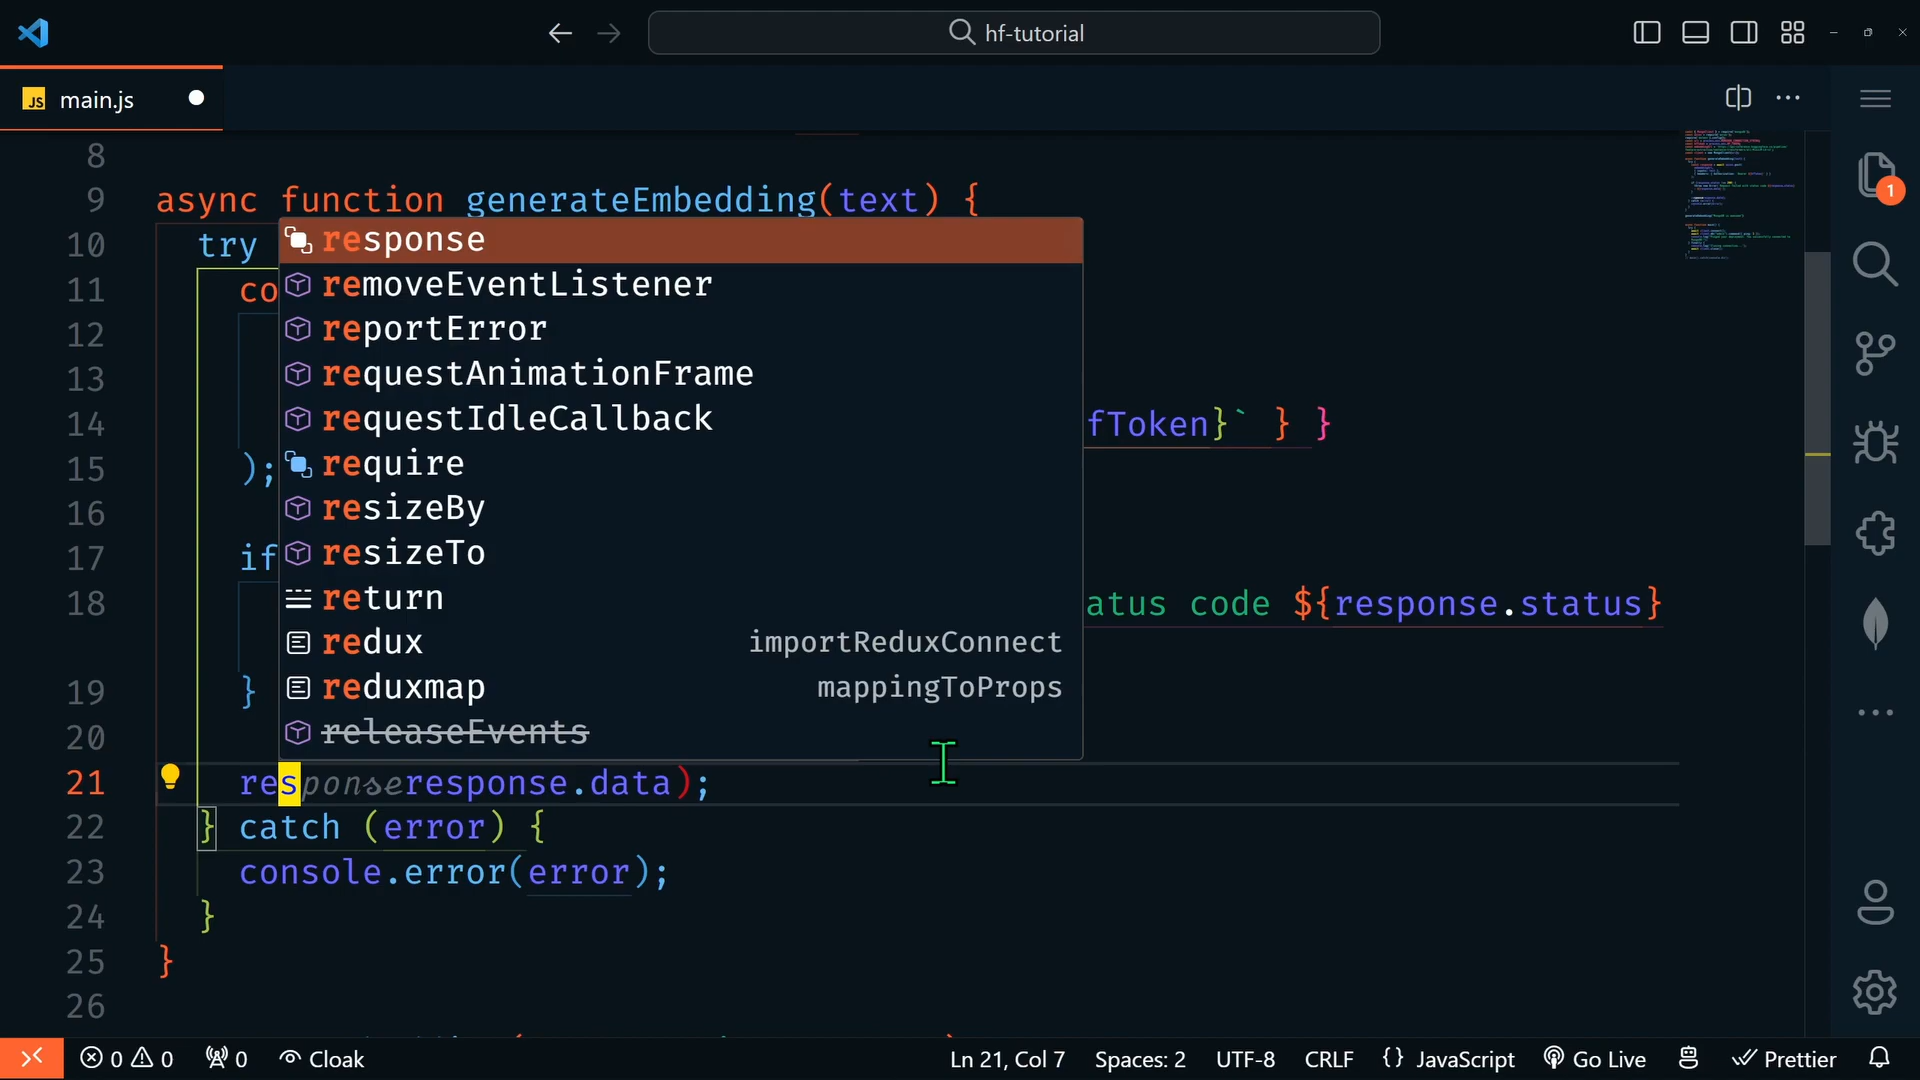 hf-tutorial
JS main.js
8
9 async function generateEmbedding(text) {
10 try
11 co
12
13
14 fToken}` } }
15 );
16
17 if
18 atus code ${response.status}
19 }
20
21 responseresponse.data);
22 } catch (error) {
23 console.error(error);
24 }
25 }
26
response
removeEventListener
reportError
requestAnimationFrame
requestIdleCallback
require
resizeBy
resizeTo
return
redux importReduxConnect
reduxmap mappingToProps
releaseEvents
1
0 0 0 Cloak Ln 21, Col 7 Spaces: 2 UTF-8 CRLF {} JavaScript Go Live Prettier